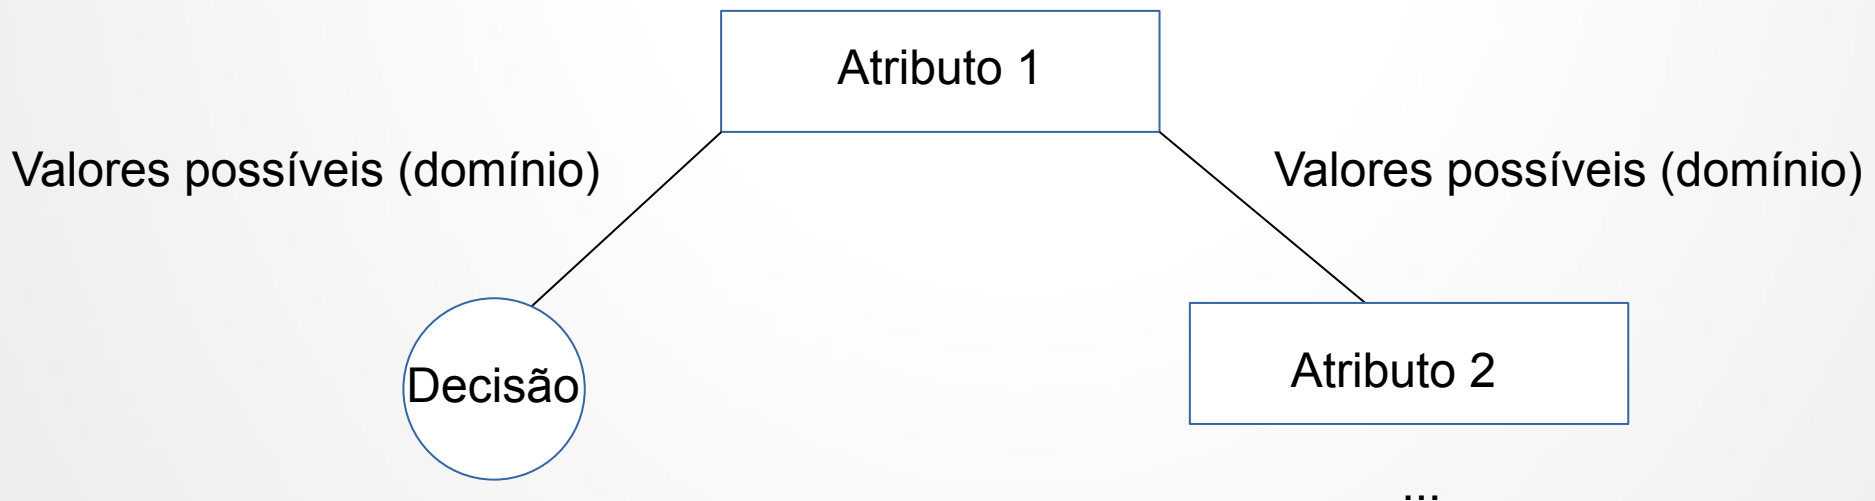 Atributo 1
Valores possíveis (domínio)
Valores possíveis (domínio)
Decisão
Atributo 2
...